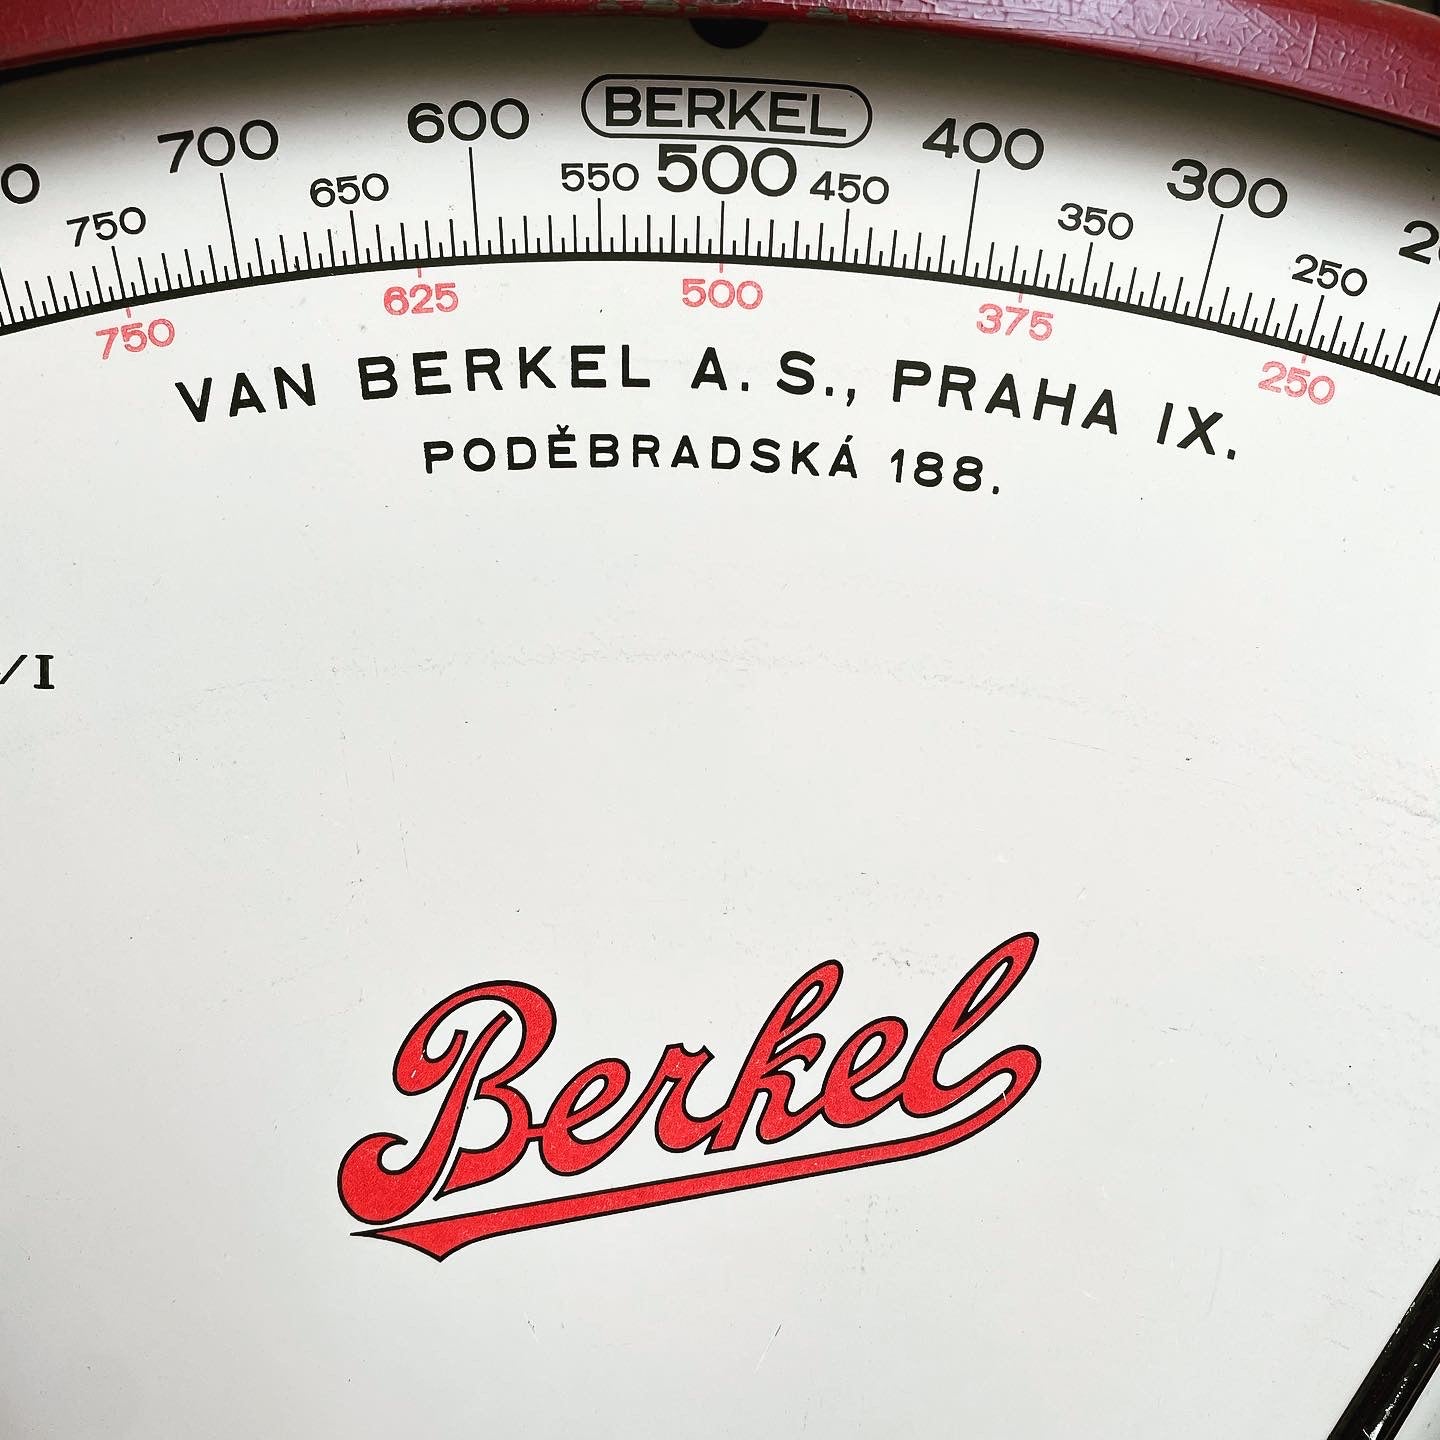 BERKEL
700 600 500 400 300
750 650 550 450 350 250
750 625 500 375 250
VAN BERKEL A. S., PRAHA IX.
PODĚBRADSKÁ 188.
/I
Berkel